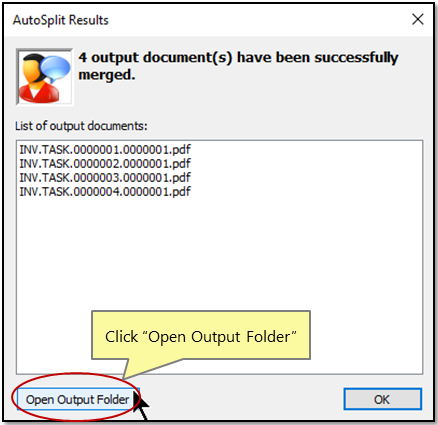 AutoSplit Results
4 output document(s) have been successfully
merged.
List of output documents:
INV.TASK.0000001.0000001.pdf
INV.TASK.0000002.0000001.pdf
INV.TASK.0000003.0000001.pdf
INV.TASK.0000004.0000001.pdf
Click “Open Output Folder”
Open Output Folder
OK